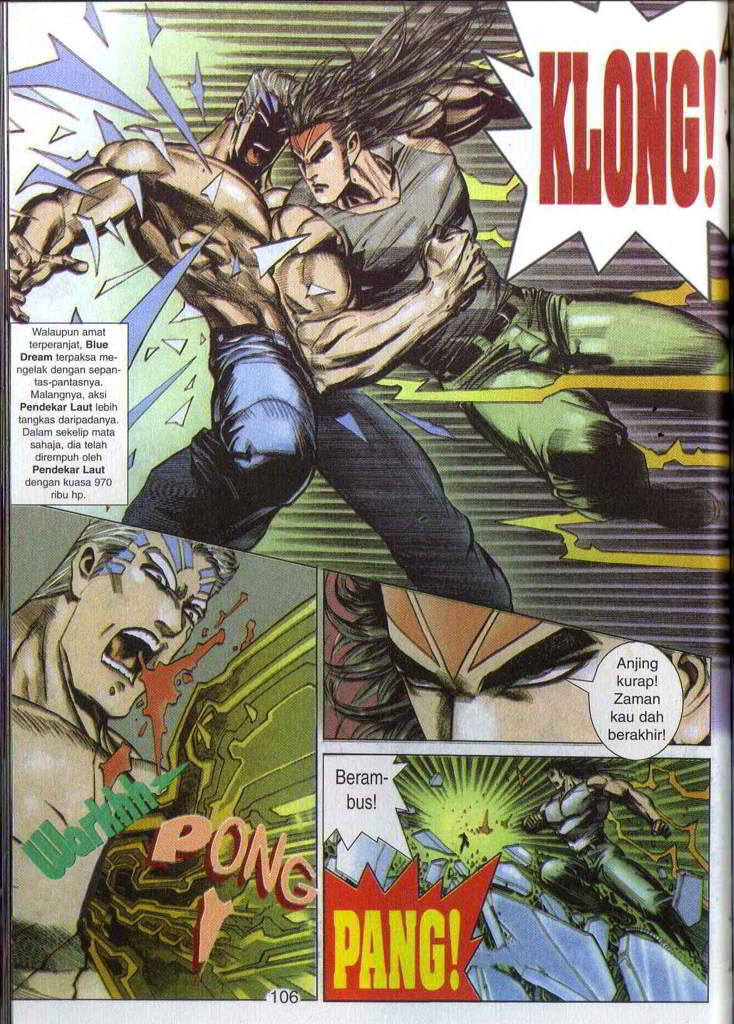 KLONG!
Walaupun amat
terperanjat, Blue
Dream terpaksa me-
ngelak dengan sepan-
tas-pantasnya.
Malangnya, aksi
Pendekar Laut lebih
tangkas daripadanya.
Dalam sekelip mata
sahaja, dia telah
dirempuh oleh
Pendekar Laut
dengan kuasa 970
ribu hp.
Warkhh
PONG
!
Anjing
kurap!
Zaman
kau dah
berakhir!
Beram-
bus!
PANG!
106